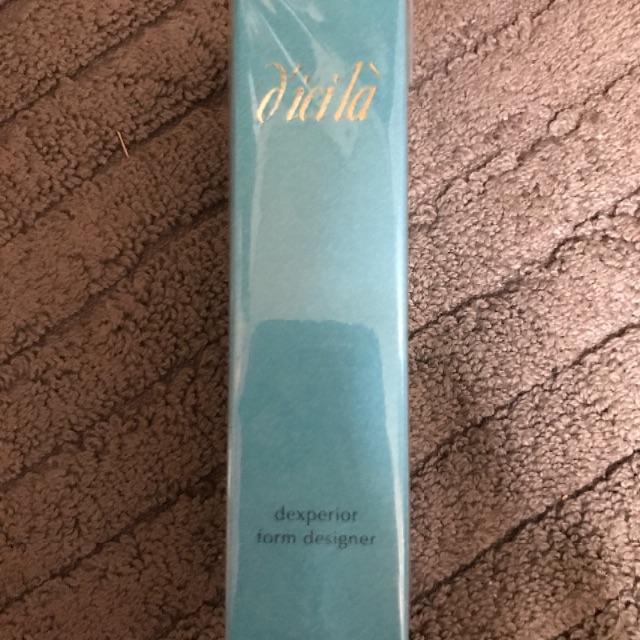 d'icilà
dexperior
form designer